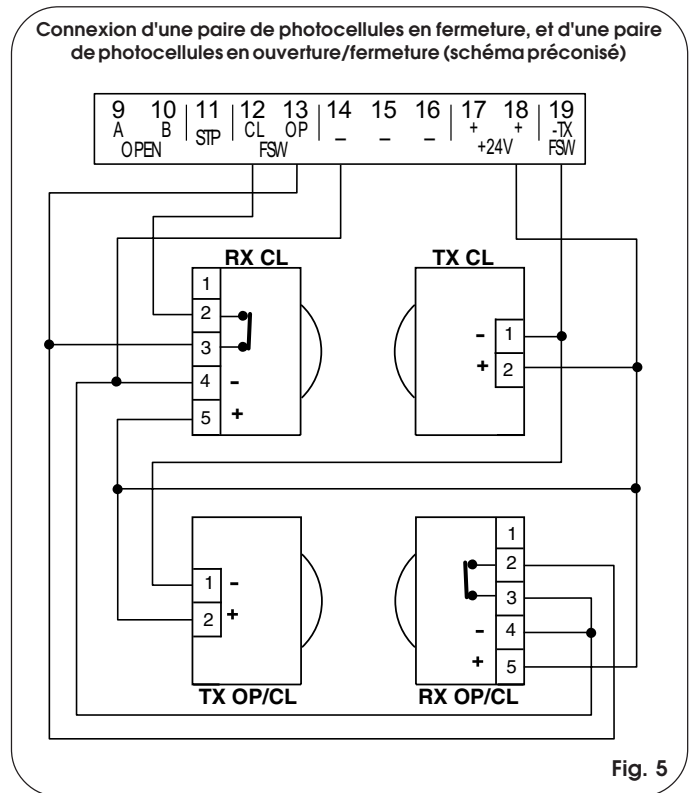 Connexion d'une paire de photocellules en fermeture, et d'une paire
de photocellules en ouverture/fermeture (schéma préconisé)
9 10 11 12 13 14 15 16 17 18 19
A B STP CL OP – – – + + -TX
OPEN FSW +24V FSW
RX CL TX CL
1
2
3
4 -
5 +
- 1
+ 2
1 -
2 +
1
2
3
- 4
+ 5
TX OP/CL RX OP/CL
Fig. 5